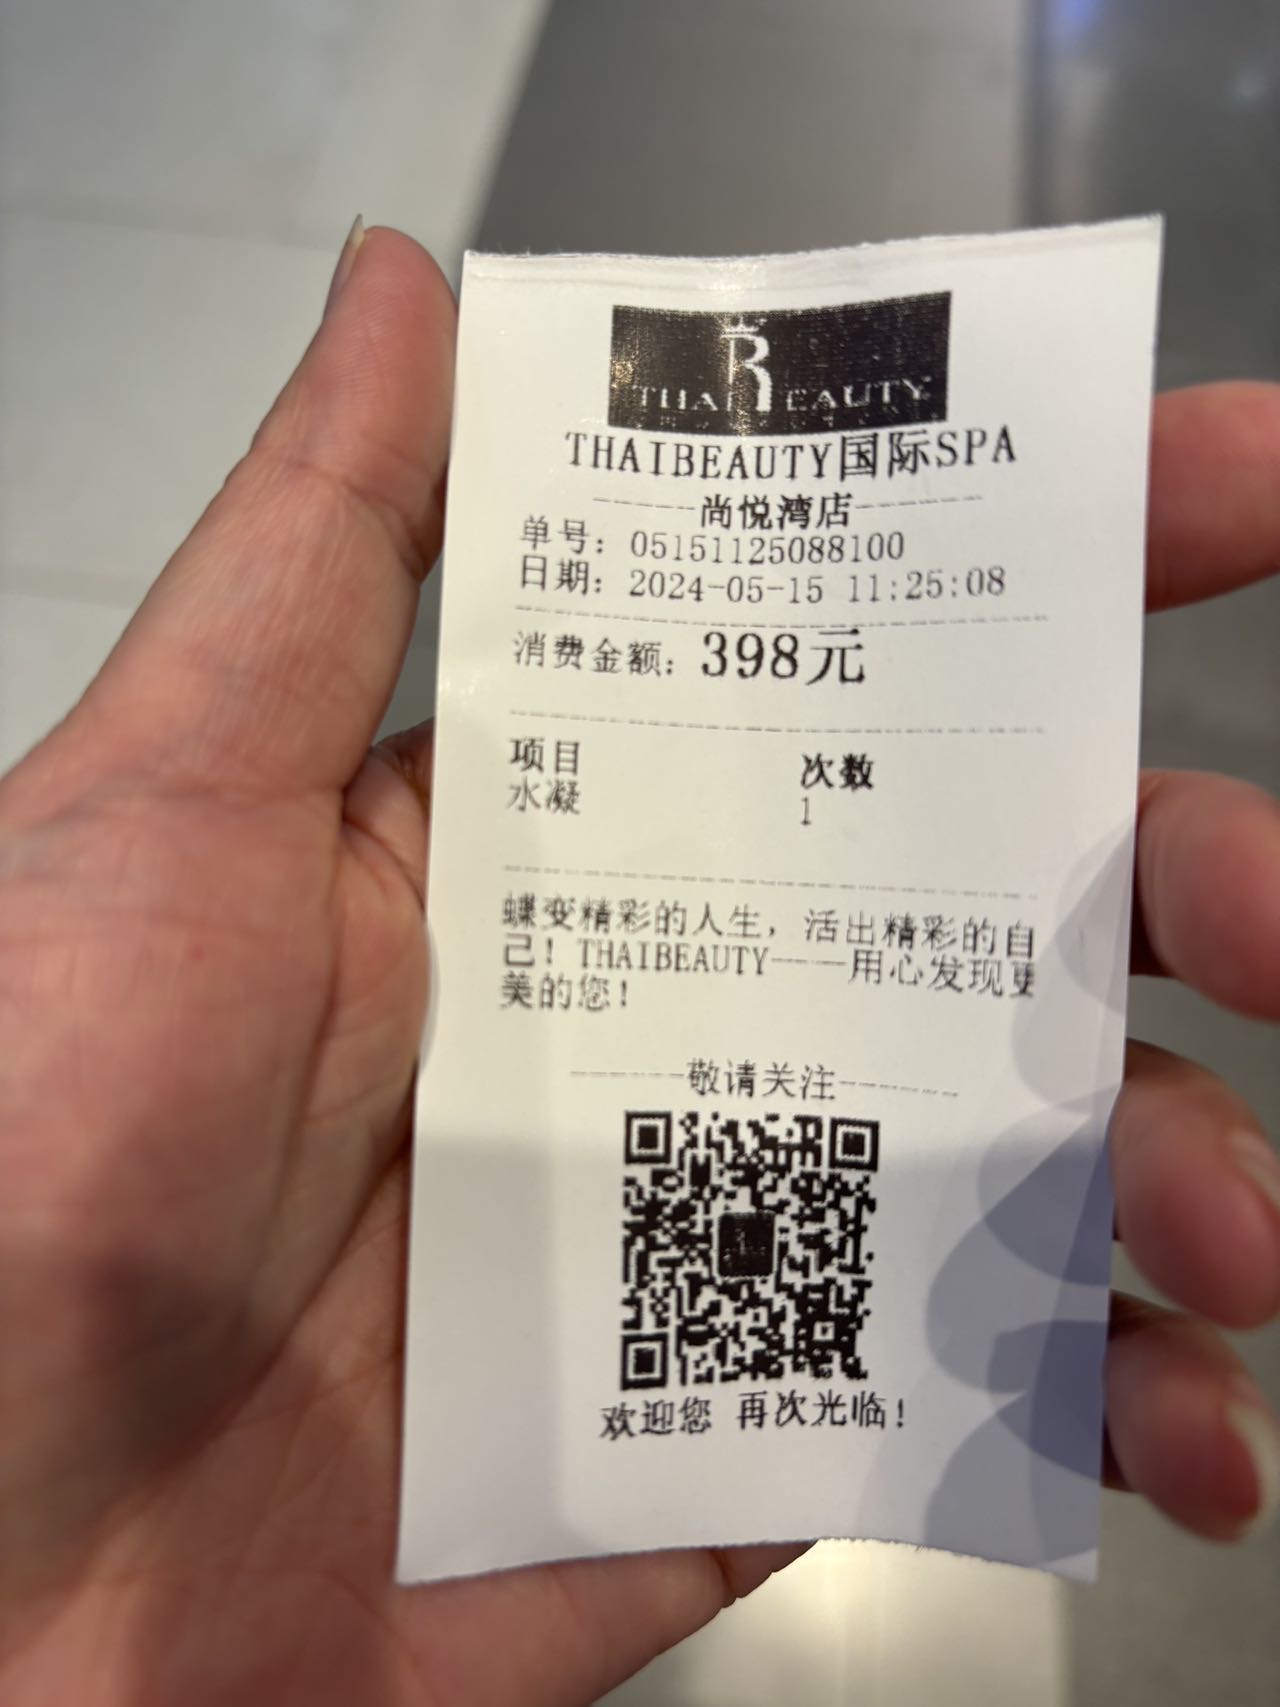 THAIBEAUTY
THAIBEAUTY国际SPA
------尚悦湾店--------
单号: 05151125088100
日期: 2024-05-15 11:25:08
消费金额: 398元
项目 次数
水凝 1
蝶变精彩的人生，活出精彩的自
己! THAIBEAUTY——用心发现更
美的您!
-------敬请关注-------
欢迎您 再次光临!